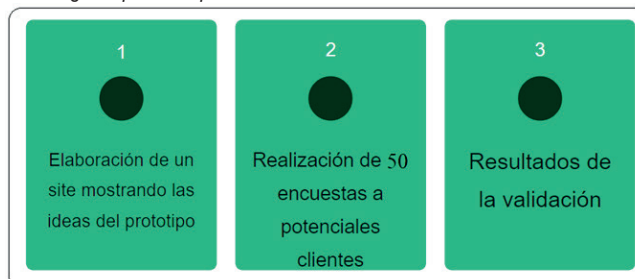 1
Elaboración de un
site mostrando las
ideas del prototipo
2
Realización de 50
encuestas a
potenciales
clientes
3
Resultados de
la validación